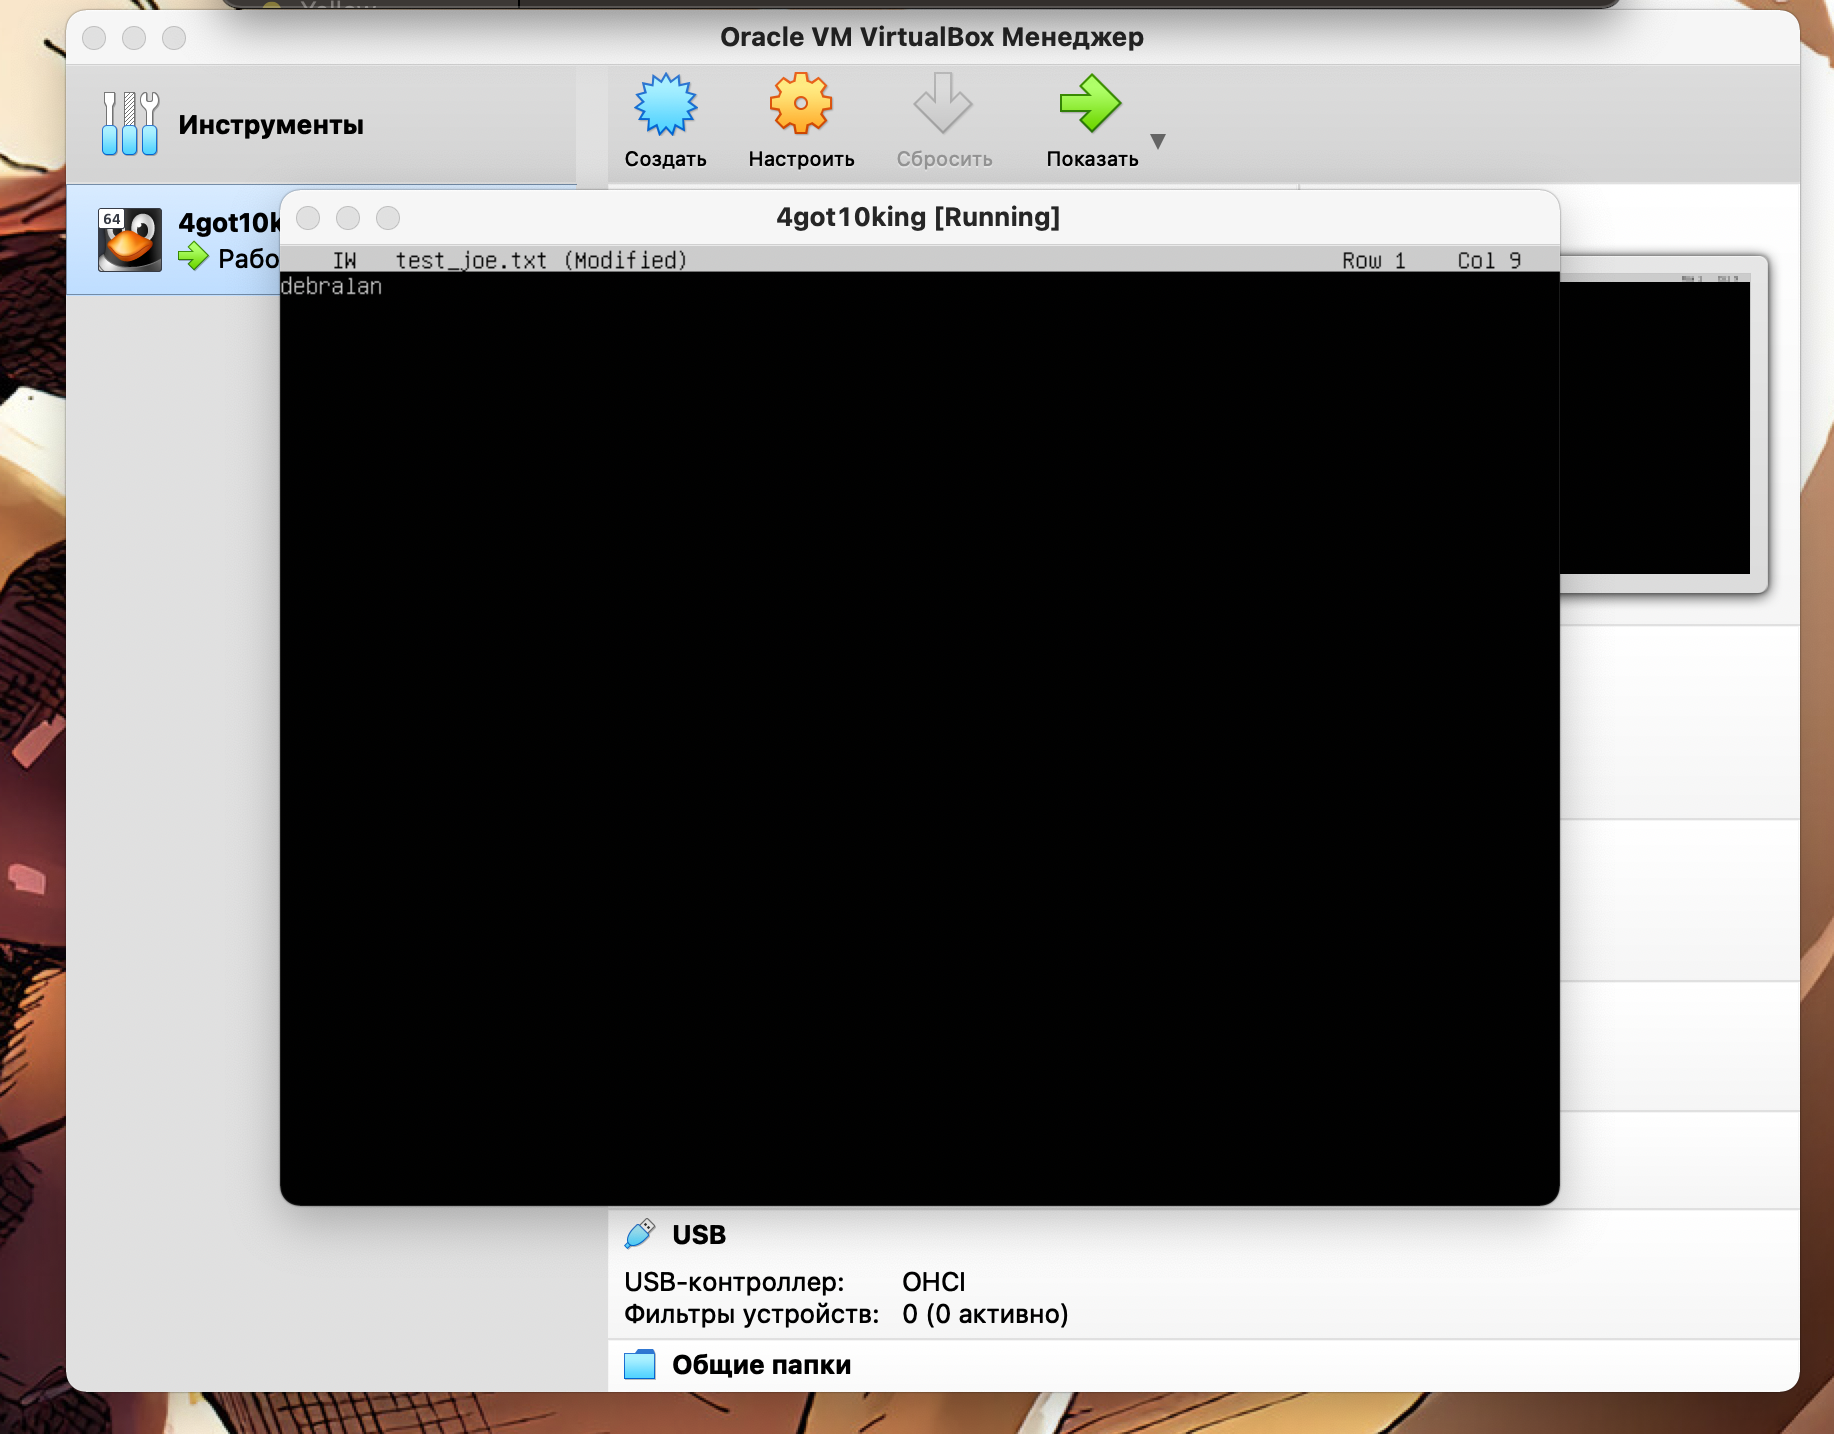 Oracle VM VirtualBox Менеджер
Инструменты
Создать
Настроить
Сбросить
Показать
64
4got10k
Рабо
4got10king [Running]
IW test_joe.txt (Modified) Row 1 Col 9
debralan
USB
USB-контроллер: OHCI
Фильтры устройств: 0 (0 активно)
Общие папки